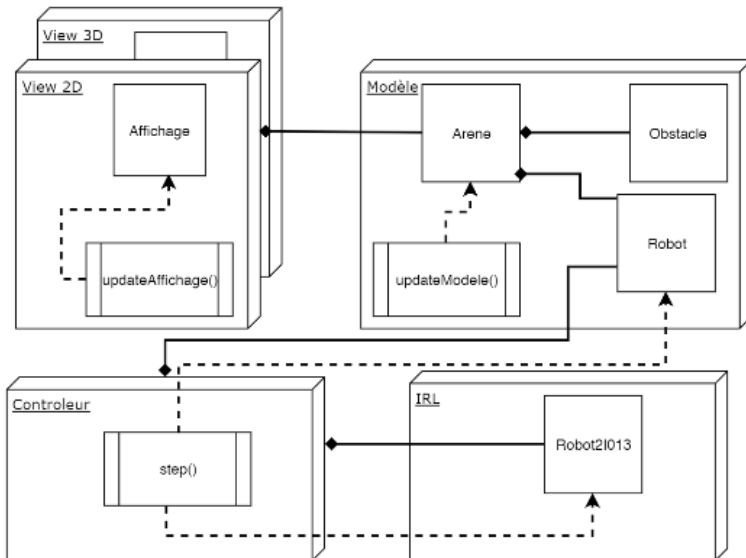 View 3D
View 2D
Affichage
updateAffichage()
Modèle
Arene
Obstacle
updateModele()
Robot
Controleur
step()
IRL
Robot2I013